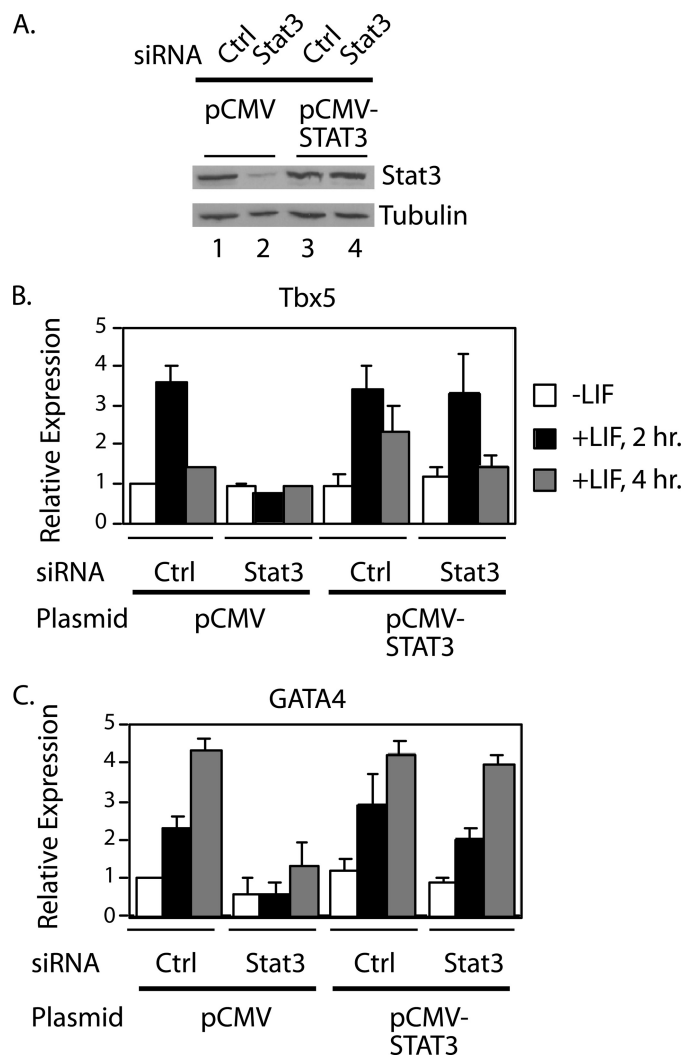 A.
siRNA Ctrl Stat3 Ctrl Stat3
pCMV pCMV-
STAT3
Stat3
Tubulin
1 2 3 4
B.
Tbx5
Relative Expression
5
4
3
2
1
0
-LIF
+LIF, 2 hr.
+LIF, 4 hr.
siRNA Ctrl Stat3 Ctrl Stat3
Plasmid pCMV pCMV-
STAT3
C.
GATA4
Relative Expression
5
4
3
2
1
0
siRNA Ctrl Stat3 Ctrl Stat3
Plasmid pCMV pCMV-
STAT3